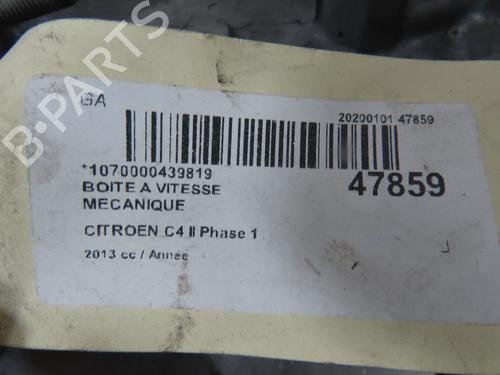 GA
20200101 47859
*1070000439819
47859
BOITE A VITESSE
MECANIQUE
CITROEN C4 II Phase 1
2013 cc / Année
B-PARTS